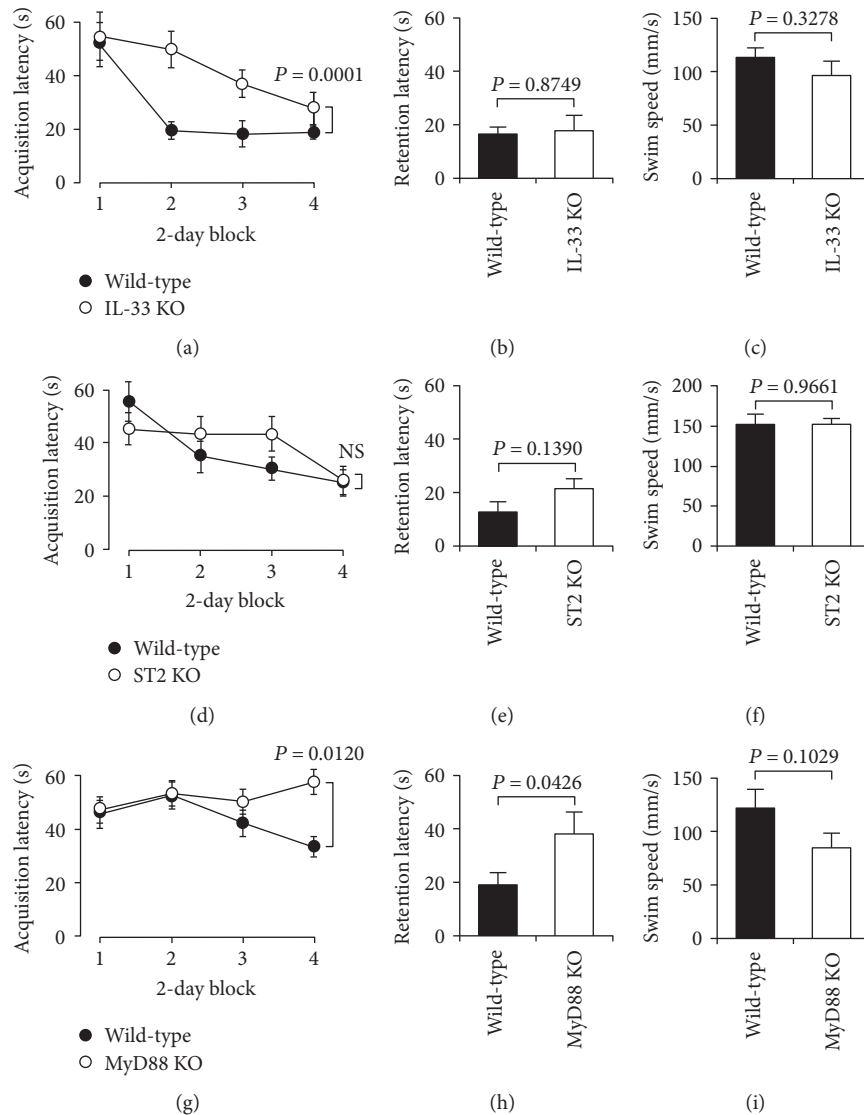 Acquisition latency (s)
60
40
20
0
1 2 3 4
2-day block
P = 0.0001
Wild-type
IL-33 KO
(a)
Retention latency (s)
60
40
20
0
P = 0.8749
Wild-type
IL-33 KO
(b)
Swim speed (mm/s)
150
100
50
0
P = 0.3278
Wild-type
IL-33 KO
(c)
Acquisition latency (s)
60
40
20
0
1 2 3 4
2-day block
NS
Wild-type
ST2 KO
(d)
Retention latency (s)
60
40
20
0
P = 0.1390
Wild-type
ST2 KO
(e)
Swim speed (mm/s)
200
150
100
50
0
P = 0.9661
Wild-type
ST2 KO
(f)
Acquisition latency (s)
60
40
20
0
1 2 3 4
2-day block
P = 0.0120
Wild-type
MyD88 KO
(g)
Retention latency (s)
60
40
20
0
P = 0.0426
Wild-type
MyD88 KO
(h)
Swim speed (mm/s)
150
100
50
0
P = 0.1029
Wild-type
MyD88 KO
(i)